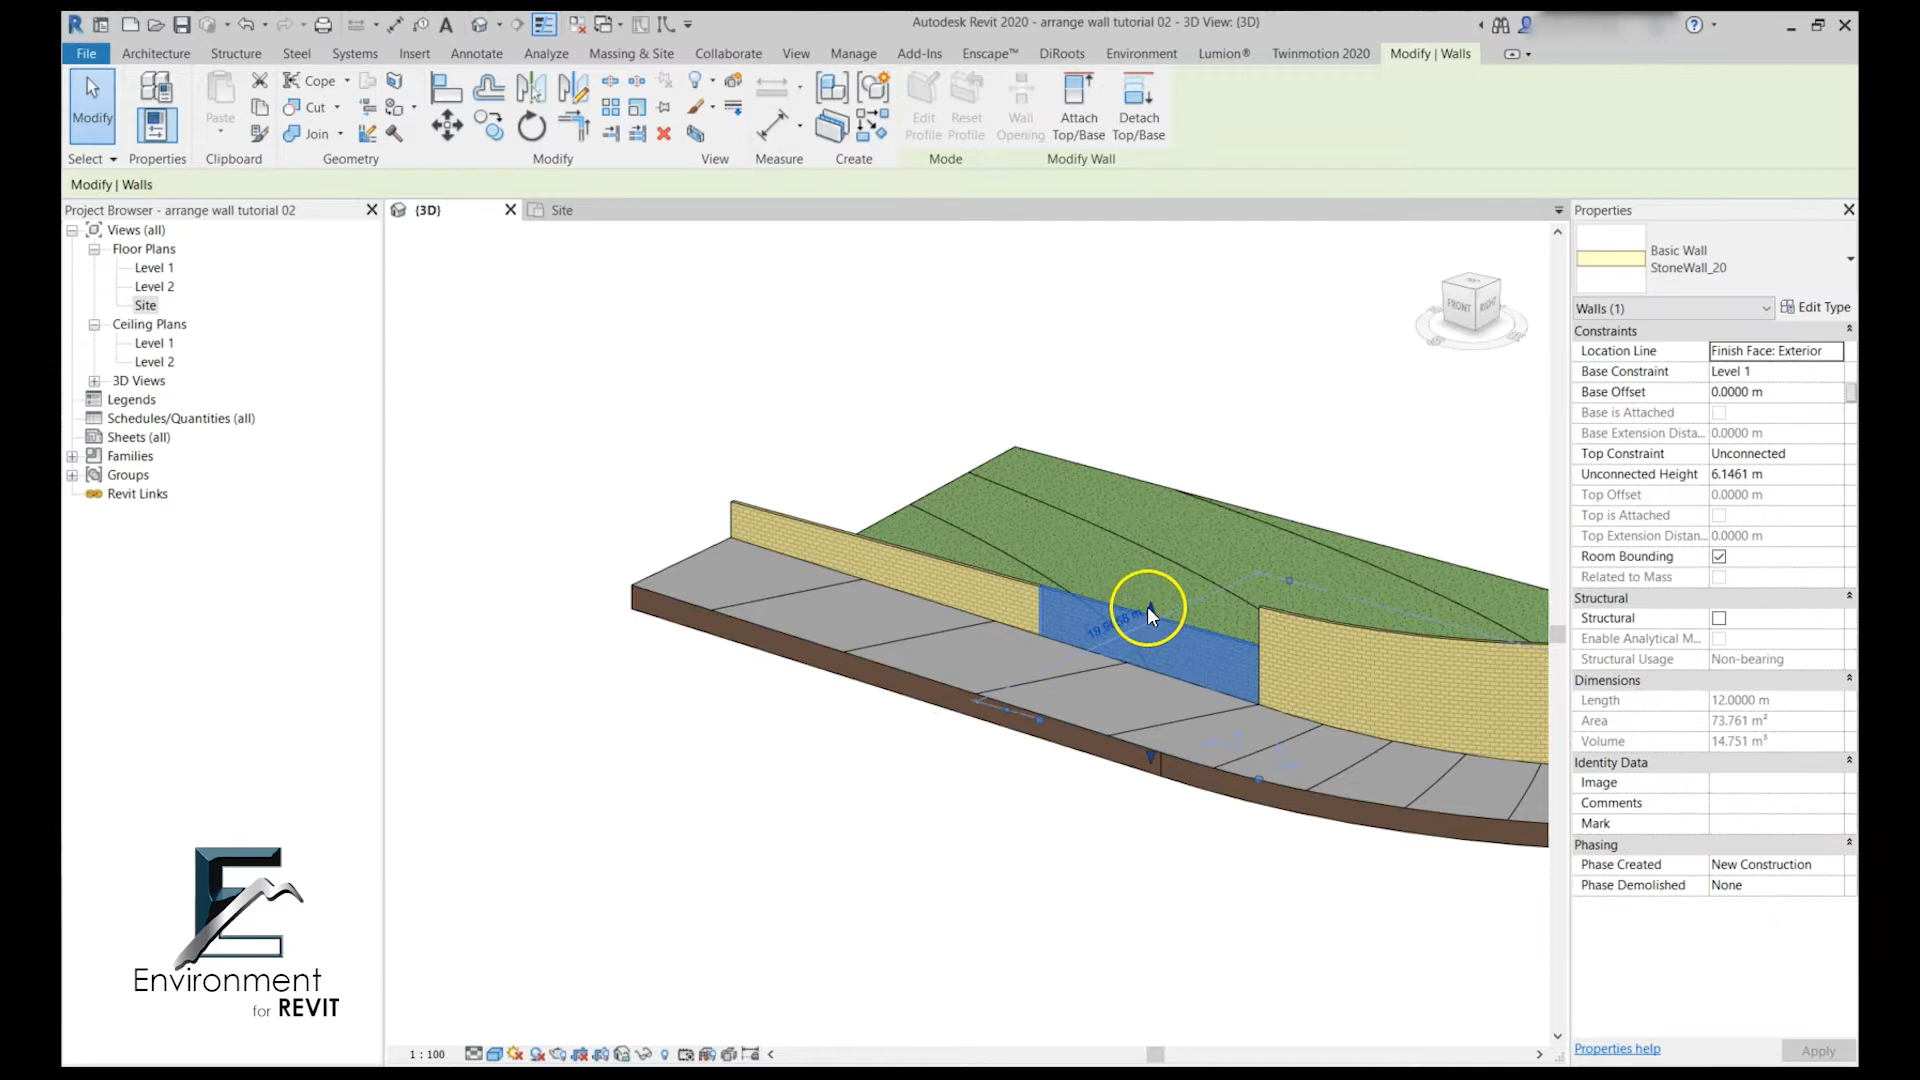 Autodesk Revit 2020 - arrange wall tutorial 02 - 3D View: {3D}
File Architecture Structure Steel Systems Insert Annotate Analyze Massing & Site Collaborate View Manage Add-Ins Enscape™ DiRoots Environment Lumion® Twinmotion 2020 Modify | Walls
Modify
Paste
Cope
Cut
Join
Edit Profile
Reset Profile
Wall Opening
Attach Top/Base
Detach Top/Base
Select Properties Clipboard Geometry Modify View Measure Create Mode Modify Wall
Modify | Walls
Project Browser - arrange wall tutorial 02
Views (all)
Floor Plans
Level 1
Level 2
Site
Ceiling Plans
Level 1
Level 2
3D Views
Legends
Schedules/Quantities (all)
Sheets (all)
Families
Groups
Revit Links
{3D}
Site
FRONT
RIGHT
Environment
for REVIT
1 : 100
Properties
Basic Wall
StoneWall_20
Walls (1) Edit Type
Constraints
Location Line Finish Face: Exterior
Base Constraint Level 1
Base Offset 0.0000 m
Base is Attached
Base Extension Dista... 0.0000 m
Top Constraint Unconnected
Unconnected Height 6.1461 m
Top Offset 0.0000 m
Top is Attached
Top Extension Distan... 0.0000 m
Room Bounding
Related to Mass
Structural
Structural
Enable Analytical M...
Structural Usage Non-bearing
Dimensions
Length 12.0000 m
Area 73.761 m²
Volume 14.751 m³
Identity Data
Image
Comments
Mark
Phasing
Phase Created New Construction
Phase Demolished None
Properties help
Apply